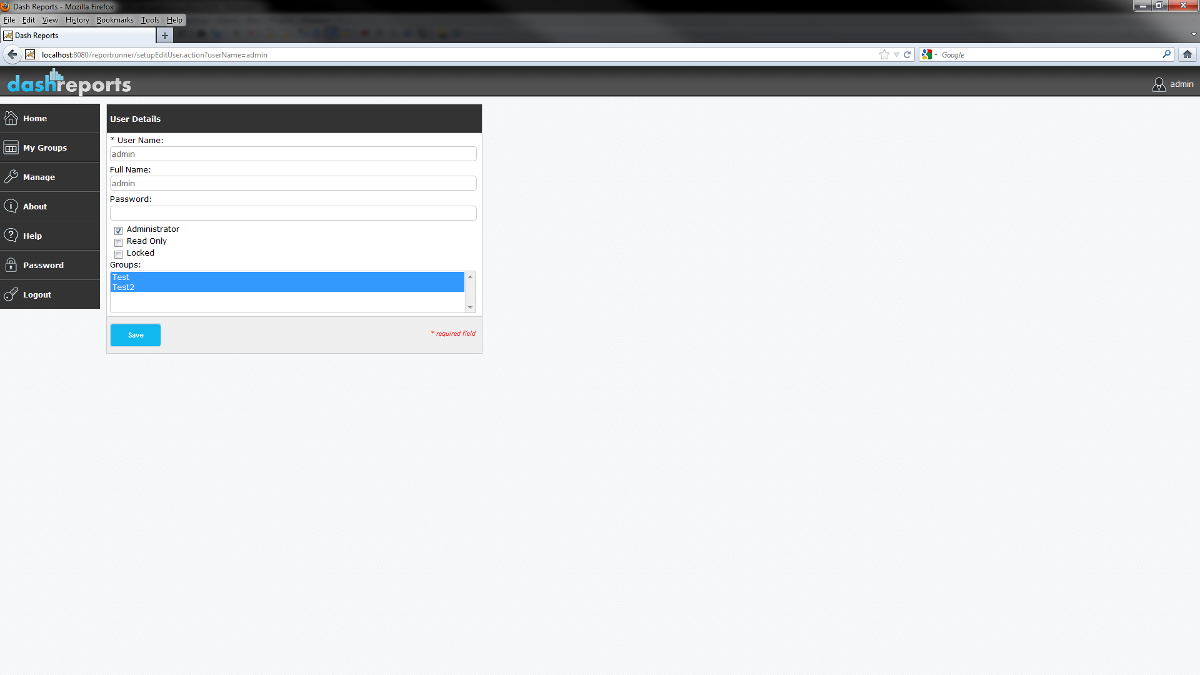 Dash Reports - Mozilla Firefox
File Edit View History Bookmarks Tools Help
Dash Reports
+
localhost:8080/reportrunner/setupEditUser.action?userName=admin
Google
dashreports
admin
Home
My Groups
Manage
About
Help
Password
Logout
User Details
* User Name:
admin
Full Name:
admin
Password:
Administrator
Read Only
Locked
Groups:
Test
Test2
Save
* required field